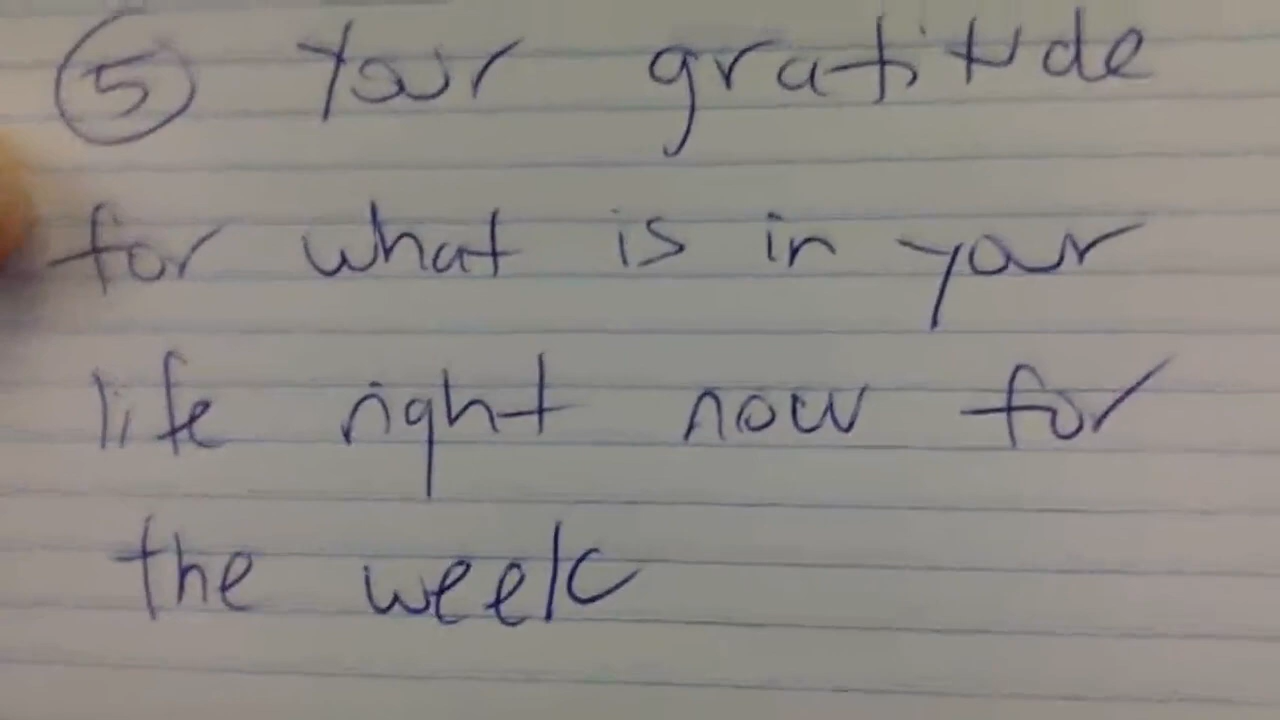 ⑤ Your gratitude
for what is in your
life right now for
the week